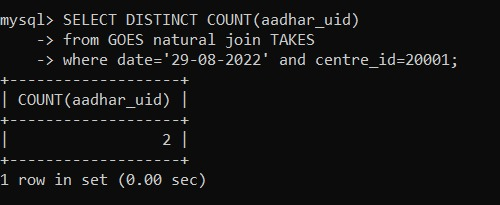 mysql> SELECT DISTINCT COUNT(aadhar_uid)
    -> from GOES natural join TAKES
    -> where date='29-08-2022' and centre_id=20001;
+-------------------+
| COUNT(aadhar_uid) |
+-------------------+
|                 2 |
+-------------------+
1 row in set (0.00 sec)